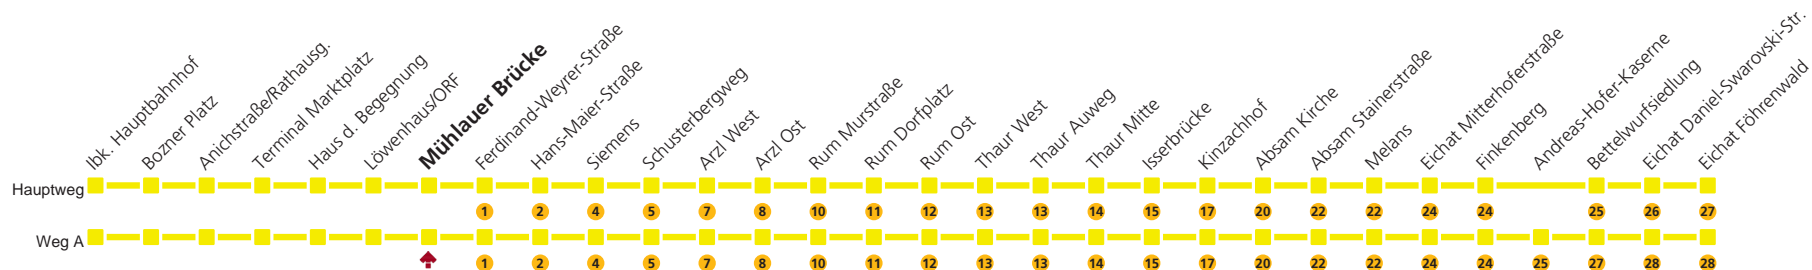 Ibk. Hauptbahnhof
Bozner Platz
Anichstraße/Rathausg.
Terminal Marktplatz
Haus d. Begegnung
Löwenhaus/ORF
Mühlauer Brücke
Ferdinand-Weyrer-Straße
Hans-Maier-Straße
Siemens
Schusterbergweg
Arzl West
Arzl Ost
Rum Murstraße
Rum Dorfplatz
Rum Ost
Thaur West
Thaur Auweg
Thaur Mitte
Isserbrücke
Kinzachhof
Absam Kirche
Absam Stainerstraße
Melans
Eichat Mitterhoferstraße
Finkenberg
Andreas-Hofer-Kaserne
Bettelwurfsiedlung
Eichat Daniel-Swarovski-Str.
Eichat Föhrenwald
Hauptweg
1 2 4 5 7 8 10 11 12 13 13 14 15 17 20 22 22 24 24 25 26 27
Weg A
1 2 4 5 7 8 10 11 12 13 13 14 15 17 20 22 22 24 24 25 27 28 28